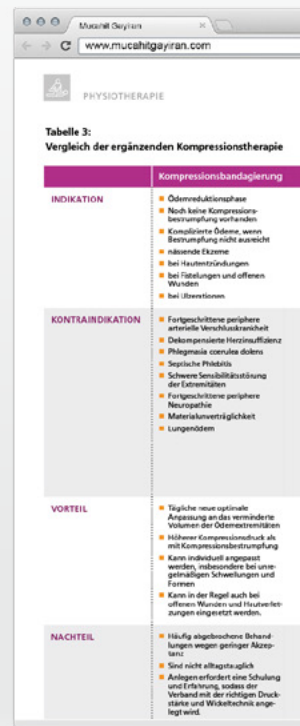 Mucahit Gayiran
www.mucahitgayiran.com
PHYSIOTHERAPIE
Tabelle 3:
Vergleich der ergänzenden Kompressionstherapie
Kompressionsbandagierung
INDIKATION
Ödemreduktionsphase
Noch keine Kompressions-
bestrumpfung vorhanden
Komplizierte Ödeme, wenn
Bestrumpfung nicht ausreicht
nässende Ekzeme
bei Hautentzündungen
bei Fistelungen und offenen
Wunden
bei Ulzerationen
KONTRAINDIKATION
Fortgeschrittene periphere
arterielle Verschlusskrankheit
Dekompensierte Herzinsuffizienz
Phlegmasia coerulea dolens
Septische Phlebitis
Schwere Sensibilitätsstörung
der Extremitäten
Fortgeschrittene periphere
Neuropathie
Materialunverträglichkeit
Lungenödem
VORTEIL
Tägliche neue optimale
Anpassung an das verminderte
Volumen der Ödemextremitäten
Höherer Kompressionsdruck als
mit Kompressionsbestrumpfung
Kann individuell angepasst
werden, insbesondere bei unre-
gelmäßigen Schwellungen und
Formen
Kann in der Regel auch bei
offenen Wunden und Hautverlet-
zungen eingesetzt werden.
NACHTEIL
Häufig abgebrochene Behand-
lungen wegen geringer Akzep-
tanz
Sind nicht alltagstauglich
Anlegen erfordert eine Schulung
und Erfahrung, sodass der
Verband mit der richtigen Druck-
stärke und Wickeltechnik ange-
legt wird.